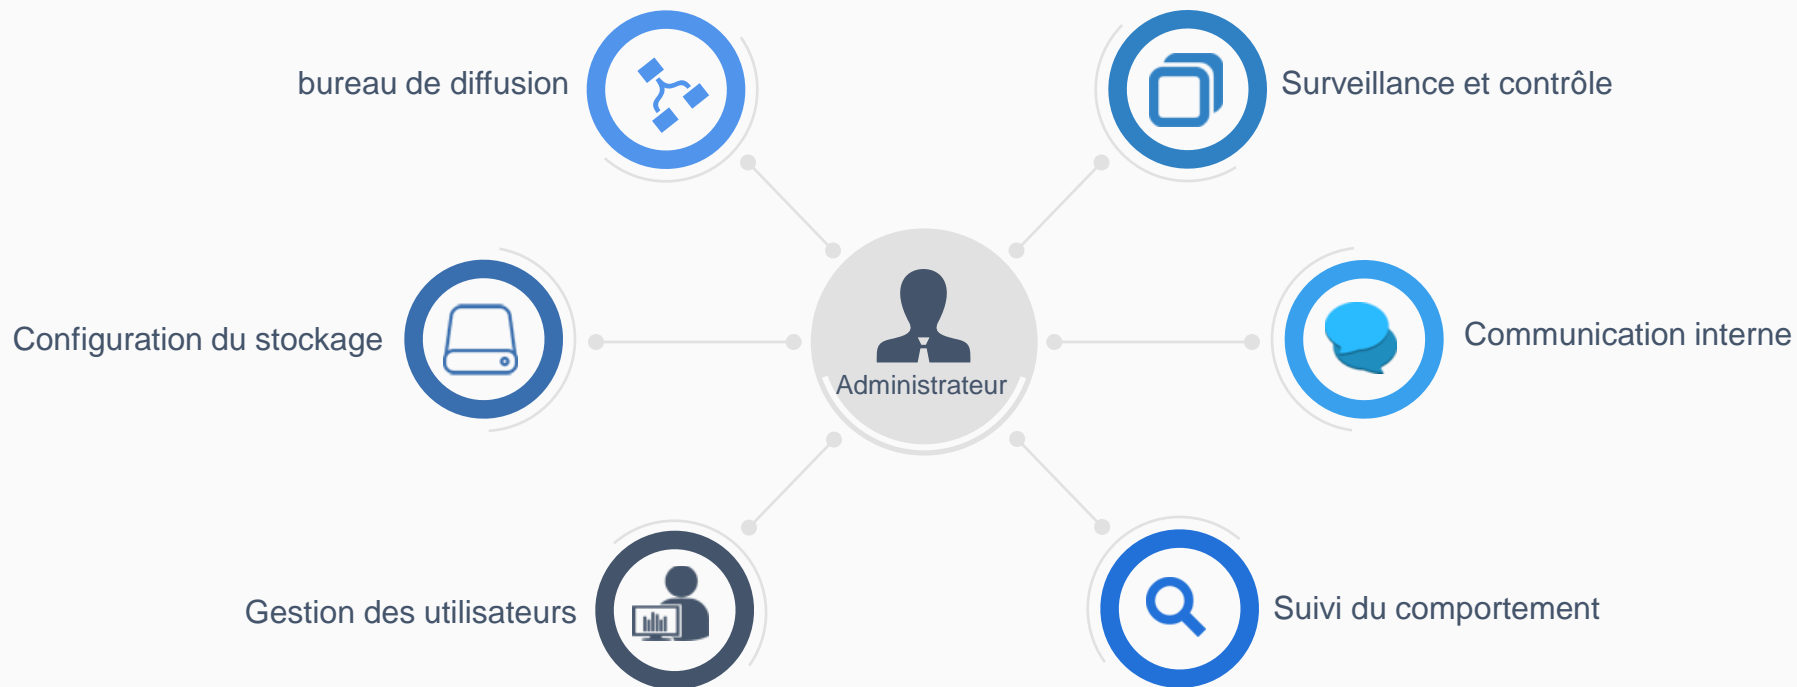 bureau de diffusion
Surveillance et contrôle
Configuration du stockage
Administrateur
Communication interne
Gestion des utilisateurs
Suivi du comportement